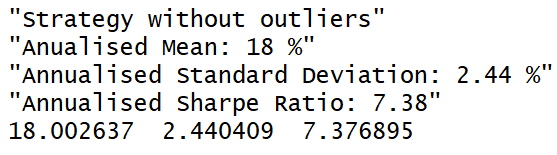 "Strategy without outliers"
"Anualised Mean: 18 %"
"Annualised Standard Deviation: 2.44 %"
"Annualised Sharpe Ratio: 7.38"
18.002637 2.440409 7.376895